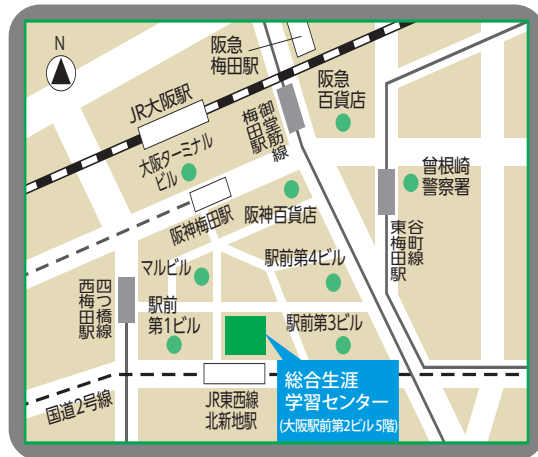 N
阪急
梅田駅
JR大阪駅
阪急
百貨店
御堂筋線
梅田駅
大阪ターミナル
ビル
曾根崎
警察署
阪神梅田駅
阪神百貨店
谷町線
東梅田駅
マルビル
駅前第4ビル
四つ橋線
西梅田駅
駅前
第1ビル
駅前第3ビル
総合生涯
学習センター
(大阪駅前第2ビル5階)
国道2号線
JR東西線
北新地駅